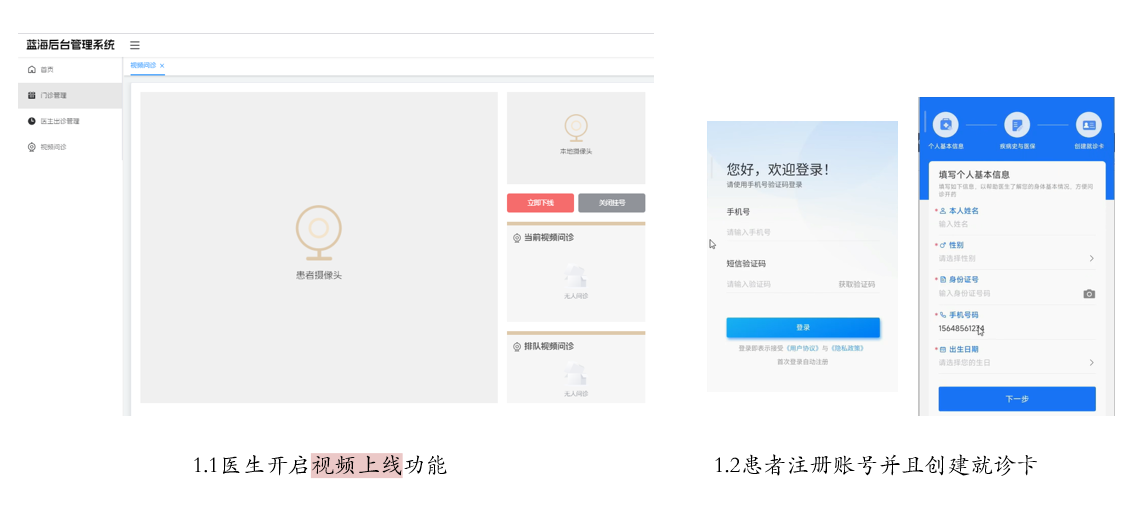 蓝海后台管理系统
首页
门诊管理
医生出诊管理
视频问诊
视频问诊 ×
患者摄像头
本地摄像头
立即下线
关闭挂号
当前视频问诊
无人问诊
排队视频问诊
无人问诊
1.1医生开启视频上线功能
您好，欢迎登录！
请使用手机号验证码登录
手机号
请输入手机号
短信验证码
请输入验证码 获取验证码
登录
登录即表示接受《用户协议》与《隐私政策》
首次登录自动注册
个人基本信息 疾病史与医保 创建就诊卡
填写个人基本信息
填写如下信息，以帮助医生了解您的身体基本情况，方便问
诊开药
* 本人姓名
输入姓名
* 性别
请选择性别
* 身份证号
输入身份证号码
* 手机号码
15648561234
* 出生日期
请选择您的生日
下一步
1.2患者注册账号并且创建就诊卡